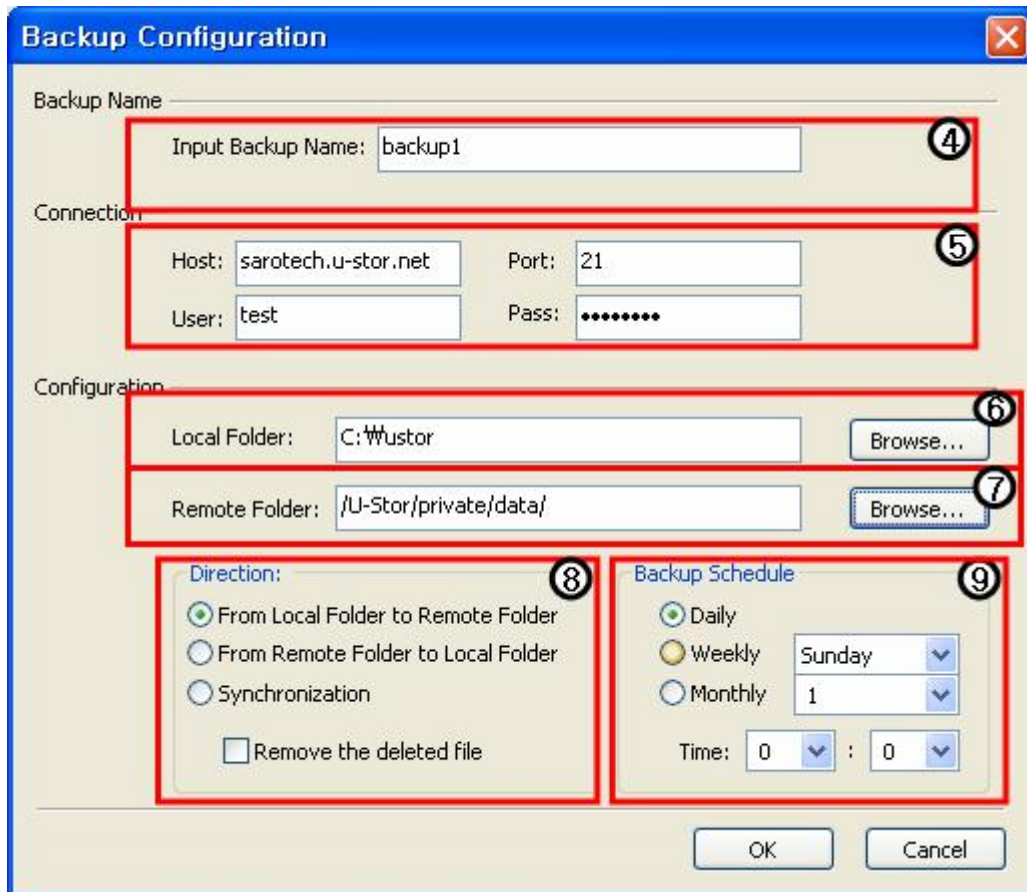 Backup Configuration
Backup Name
Input Backup Name: backup1 ④
Connection
Host: sarotech.u-stor.net Port: 21 ⑤
User: test Pass: ••••••••
Configuration
Local Folder: C:₩ustor Browse... ⑥
Remote Folder: /U-Stor/private/data/ Browse... ⑦
Direction: ⑧
From Local Folder to Remote Folder
From Remote Folder to Local Folder
Synchronization
Remove the deleted file
Backup Schedule ⑨
Daily
Weekly Sunday
Monthly 1
Time: 0 : 0
OK Cancel